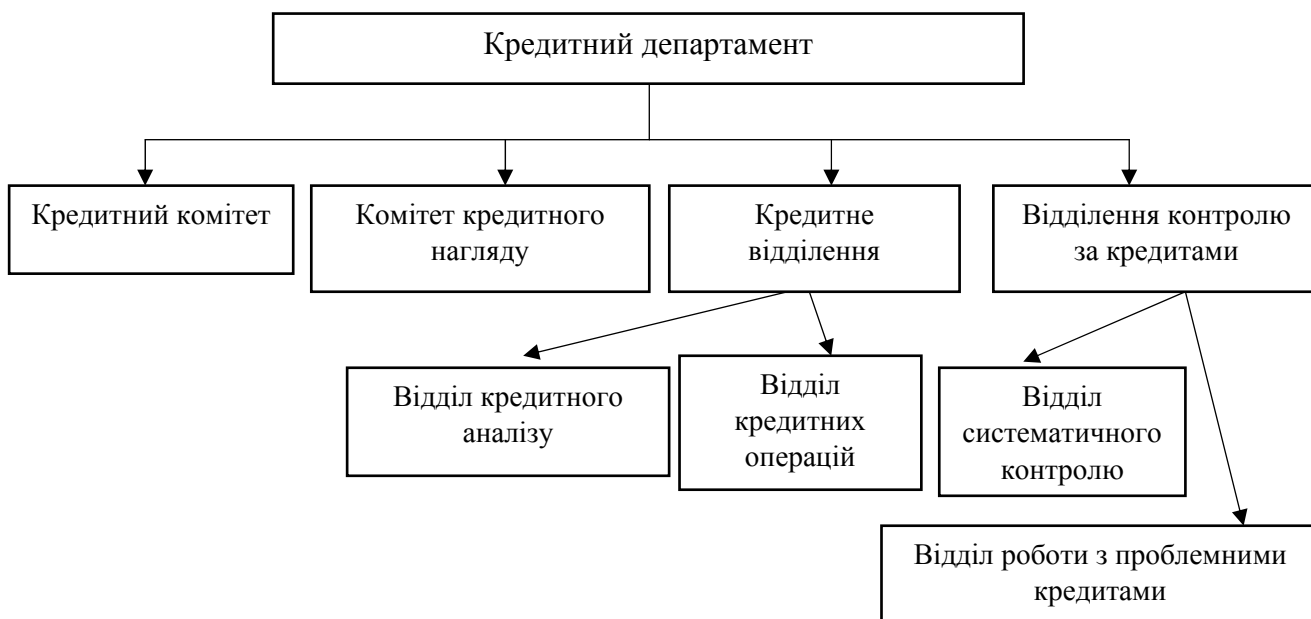 Кредитний департамент
Кредитний комітет
Комітет кредитного
нагляду
Кредитне
відділення
Відділення контролю
за кредитами
Відділ кредитного
аналізу
Відділ
кредитних
операцій
Відділ
систематичного
контролю
Відділ роботи з проблемними
кредитами